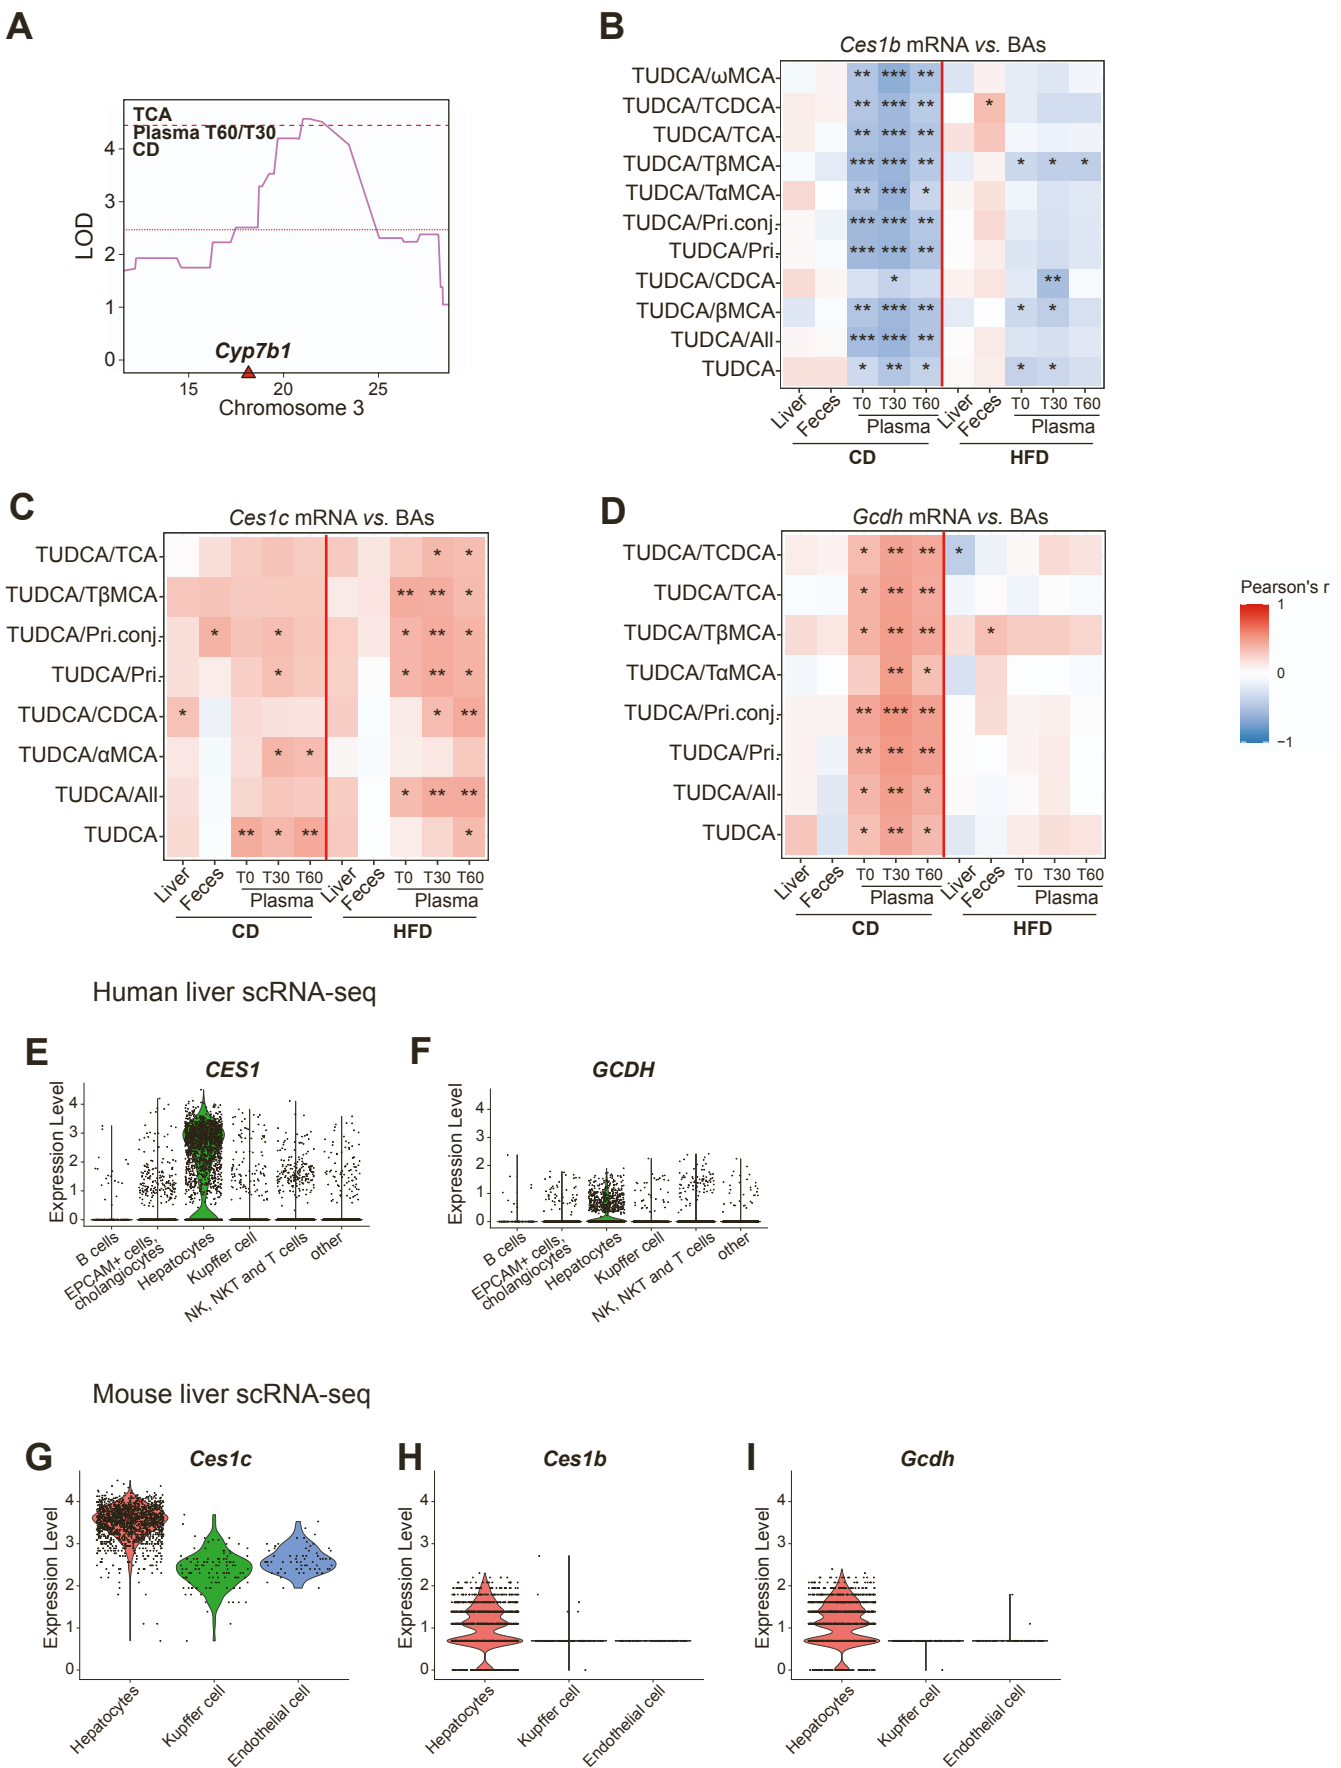 A
TCA
Plasma T60/T30
CD
LOD
4
3
2
1
0
Cyp7b1
15
20
25
Chromosome 3
B
Ces1b mRNA vs. BAs
TUDCA/ωMCA
** *** **
TUDCA/TCDCA
** *** ** *
TUDCA/TCA
** *** **
TUDCA/TβMCA
*** *** ** * * *
TUDCA/TαMCA
** *** *
TUDCA/Pri.conj.
*** *** **
TUDCA/Pri.
*** *** **
TUDCA/CDCA
* **
TUDCA/βMCA
** *** ** * *
TUDCA/All
*** *** **
TUDCA
* ** * * *
Liver Feces T0 T30 T60 Liver Feces T0 T30 T60
Plasma Plasma
CD HFD
C
Ces1c mRNA vs. BAs
TUDCA/TCA
* *
TUDCA/TβMCA
** ** *
TUDCA/Pri.conj.
* * * ** *
TUDCA/Pri.
* * ** *
TUDCA/CDCA
* * **
TUDCA/αMCA
* *
TUDCA/All
* ** **
TUDCA
** * ** *
Liver Feces T0 T30 T60 Liver Feces T0 T30 T60
Plasma Plasma
CD HFD
D
Gcdh mRNA vs. BAs
TUDCA/TCDCA
* ** ** *
TUDCA/TCA
* ** **
TUDCA/TβMCA
* ** ** *
TUDCA/TαMCA
** *
TUDCA/Pri.conj.
** *** **
TUDCA/Pri.
** ** **
TUDCA/All
* ** *
TUDCA
* ** *
Liver Feces T0 T30 T60 Liver Feces T0 T30 T60
Plasma Plasma
CD HFD
Pearson's r
1
0
−1
Human liver scRNA-seq
E
CES1
Expression Level
4
3
2
1
0
B cells
EPCAM+ cells,
cholangiocytes
Hepatocytes
Kupffer cell
NK, NKT and T cells
other
F
GCDH
Expression Level
4
3
2
1
0
B cells
EPCAM+ cells,
cholangiocytes
Hepatocytes
Kupffer cell
NK, NKT and T cells
other
Mouse liver scRNA-seq
G
Ces1c
Expression Level
4
3
2
1
0
Hepatocytes
Kupffer cell
Endothelial cell
H
Ces1b
Expression Level
4
3
2
1
0
Hepatocytes
Kupffer cell
Endothelial cell
I
Gcdh
Expression Level
4
3
2
1
0
Hepatocytes
Kupffer cell
Endothelial cell